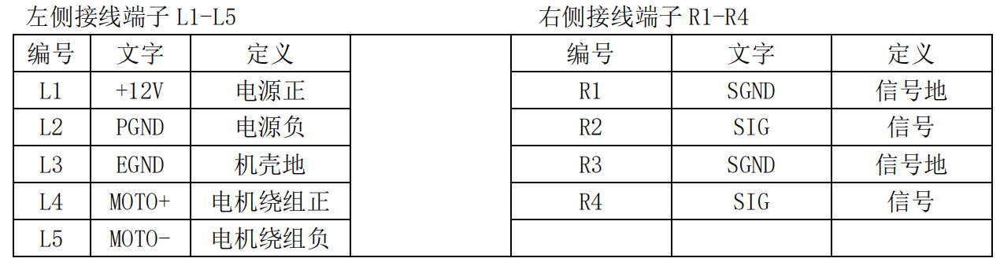 左侧接线端子 L1-L5 右侧接线端子 R1-R4
编号 文字 定义 编号 文字 定义
L1 +12V 电源正 R1 SGND 信号地
L2 PGND 电源负 R2 SIG 信号
L3 EGND 机壳地 R3 SGND 信号地
L4 MOTO+ 电机绕组正 R4 SIG 信号
L5 MOTO- 电机绕组负